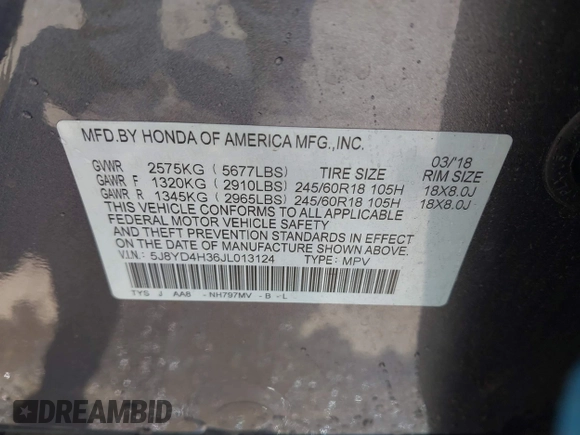 MFD.BY HONDA OF AMERICA MFG.,INC.
03/'18
GVWR 2575KG ( 5677LBS) TIRE SIZE RIM SIZE
GAWR F 1320KG ( 2910LBS) 245/60R18 105H 18X8.0J
GAWR R 1345KG ( 2965LBS) 245/60R18 105H 18X8.0J
THIS VEHICLE CONFORMS TO ALL APPLICABLE
FEDERAL MOTOR VEHICLE SAFETY
AND THEFT PREVENTION STANDARDS IN EFFECT
ON THE DATE OF MANUFACTURE SHOWN ABOVE.
V.I.N.: 5J8YD4H36JL013124 TYPE: MPV
TYS J AA8 - NH797MV - B - L
DREAMBID